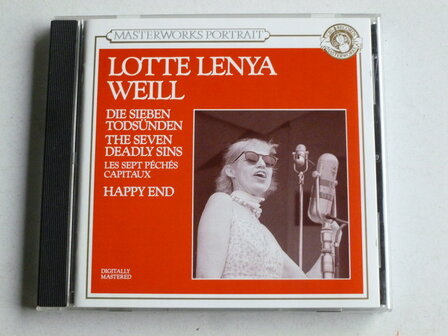 MASTERWORKS PORTRAIT
LOTTE LENYA
WEILL
DIE SIEBEN
TODSÜNDEN
THE SEVEN
DEADLY SINS
LES SEPT PÉCHÉS
CAPITAUX
HAPPY END
DIGITALLY
MASTERED